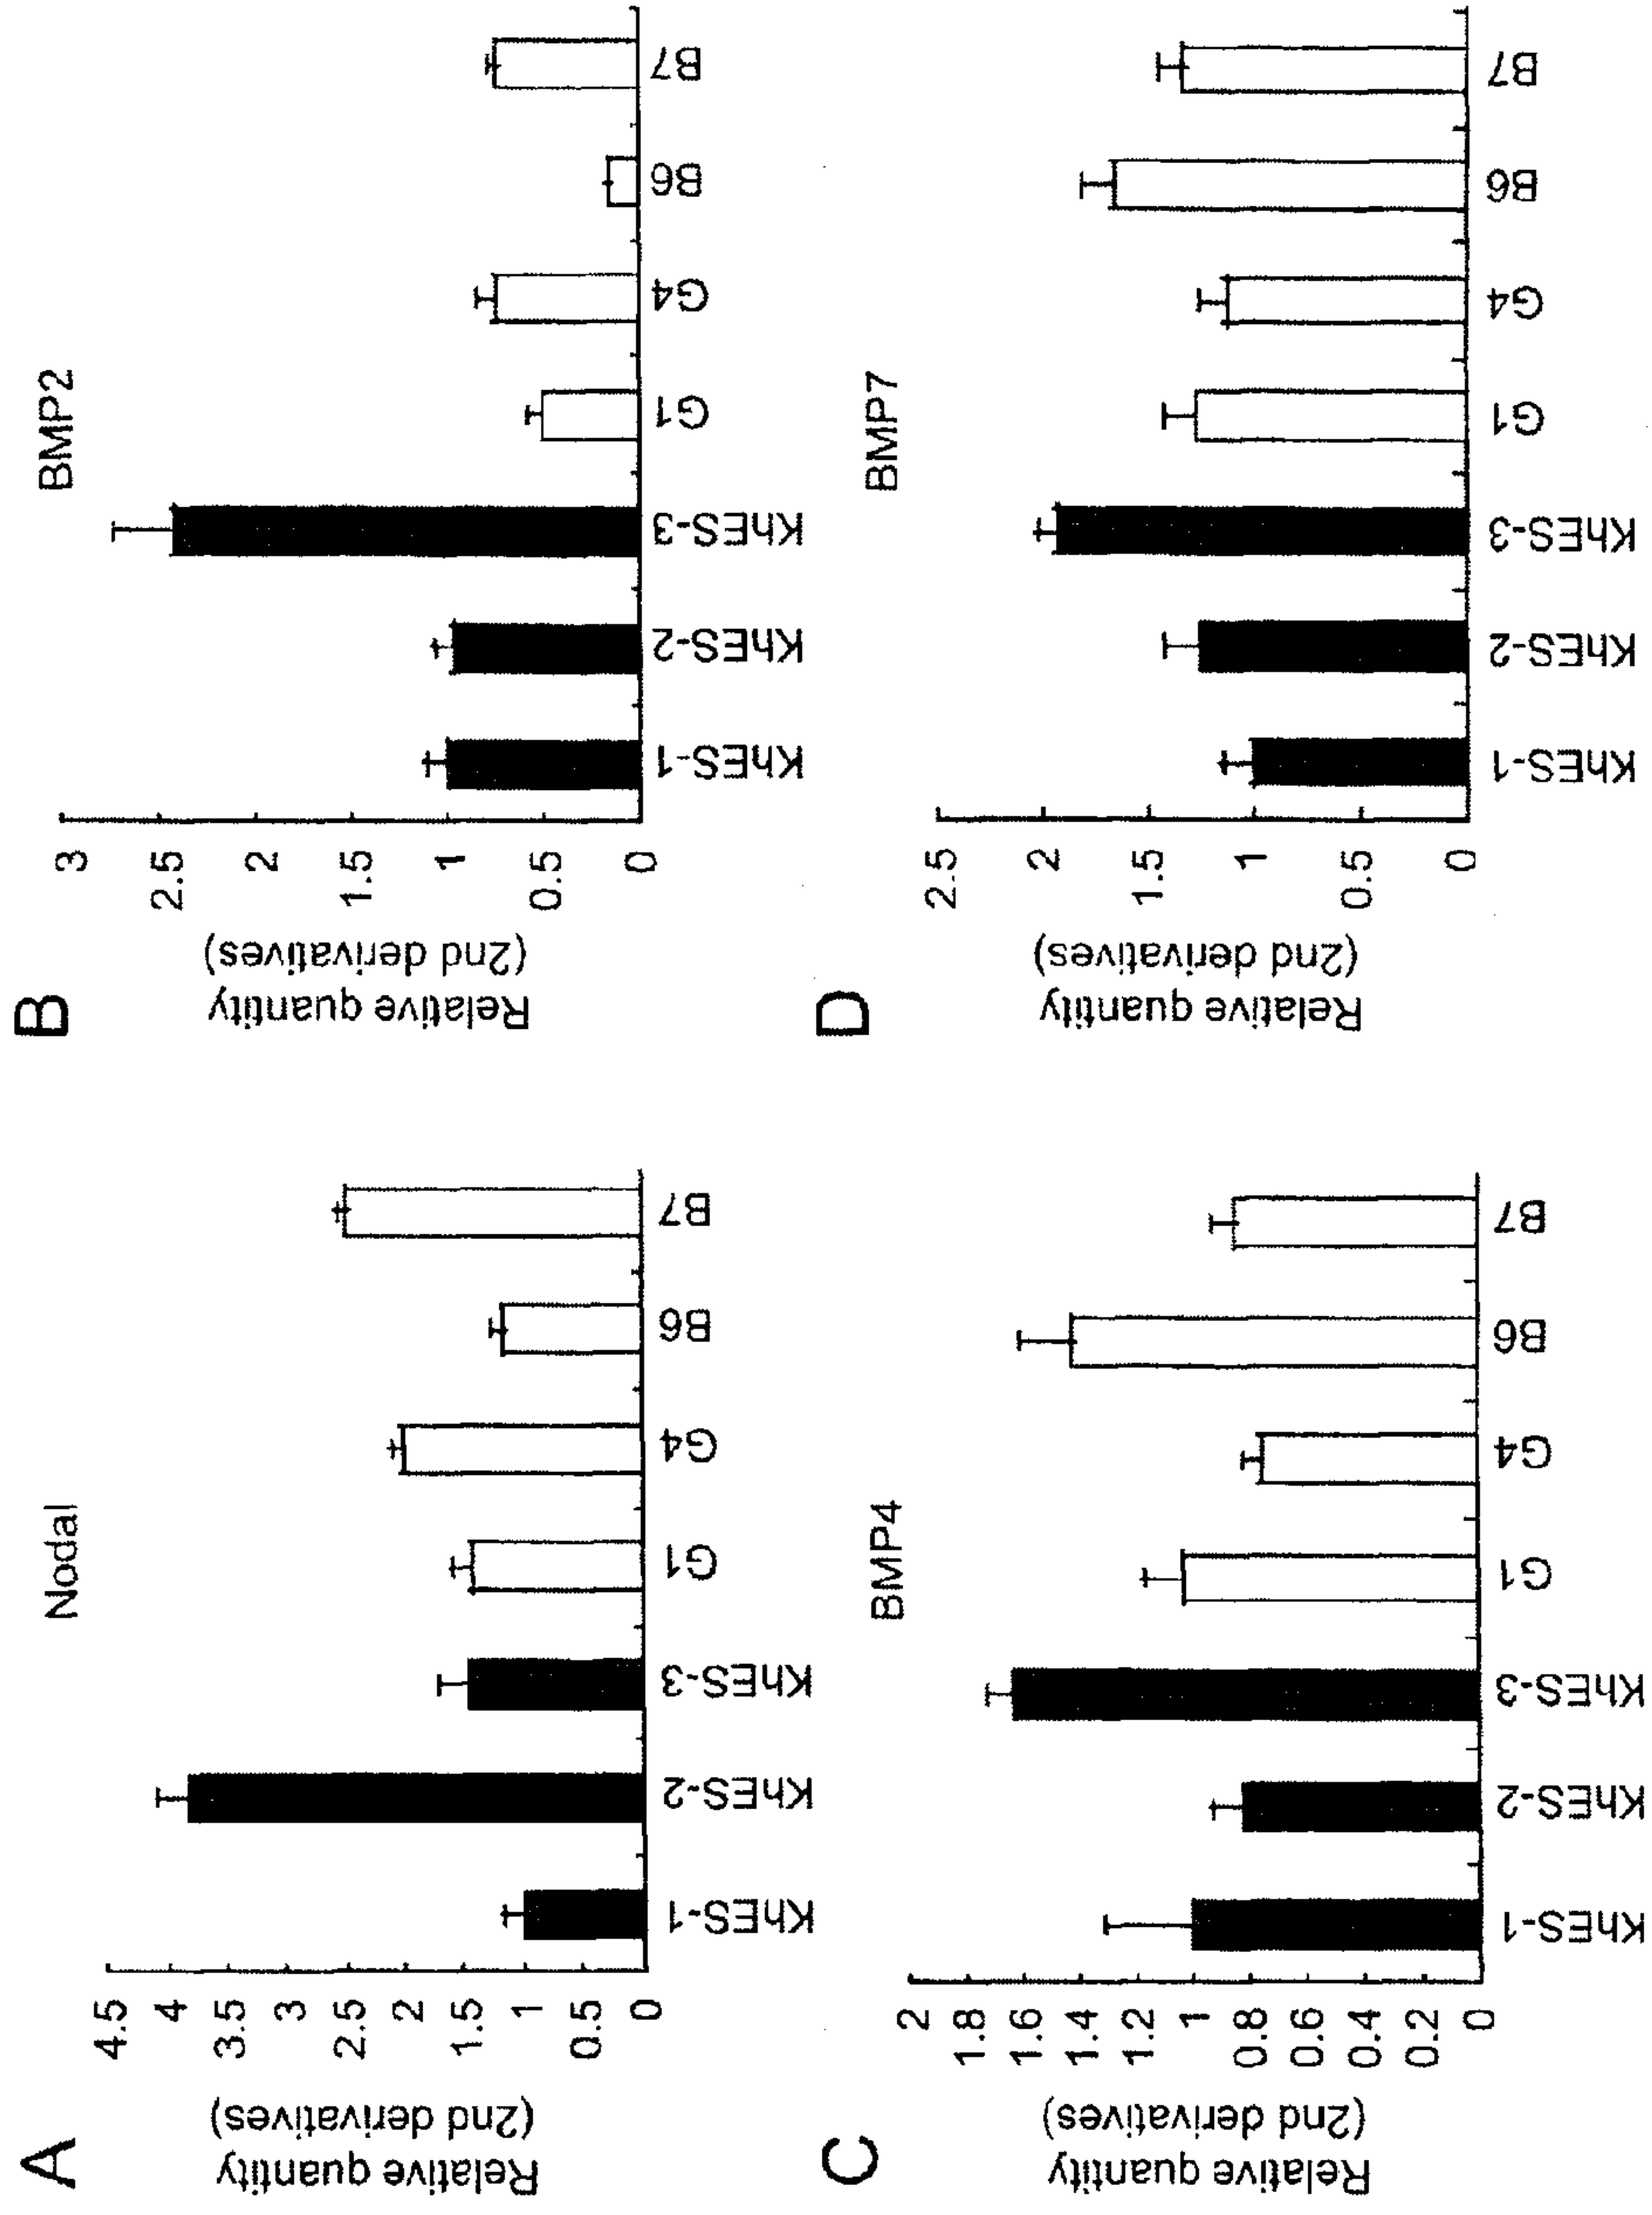 A
Nodal
Relative quantity
(2nd derivatives)
4.5
4
3.5
3
2.5
2
1.5
1
0.5
0
KhES-1
KhES-2
KhES-3
G1
G4
B6
B7
B
BMP2
Relative quantity
(2nd derivatives)
3
2.5
2
1.5
1
0.5
0
KhES-1
KhES-2
KhES-3
G1
G4
B6
B7
C
BMP4
Relative quantity
(2nd derivatives)
2
1.8
1.6
1.4
1.2
1
0.8
0.6
0.4
0.2
0
KhES-1
KhES-2
KhES-3
G1
G4
B6
B7
D
BMP7
Relative quantity
(2nd derivatives)
2.5
2
1.5
1
0.5
0
KhES-1
KhES-2
KhES-3
G1
G4
B6
B7